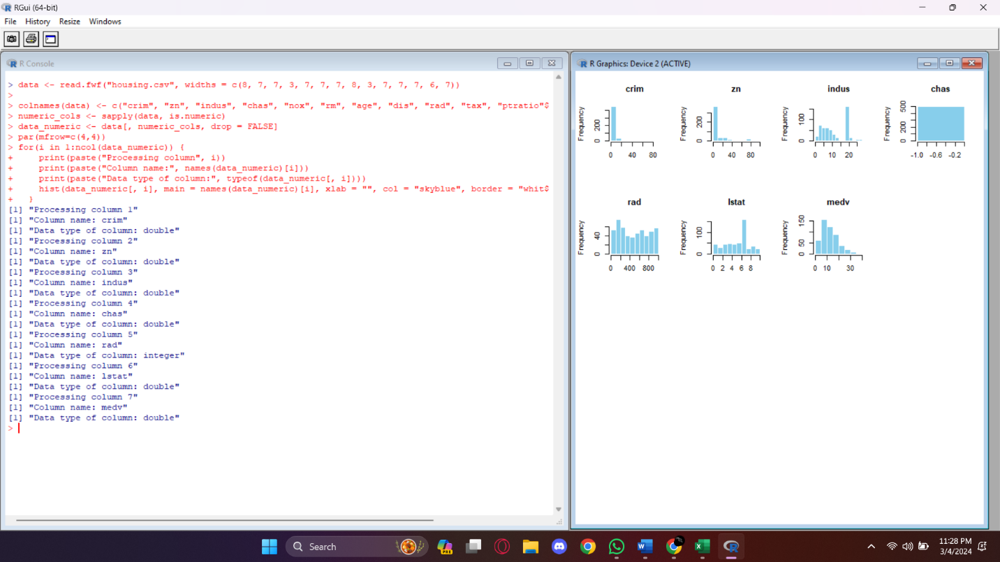 RGui (64-bit)
File History Resize Windows
R Console
> data <- read.fwf("housing.csv", widths = c(8, 7, 7, 3, 7, 7, 7, 8, 3, 7, 7, 7, 6, 7))
>
> colnames(data) <- c("crim", "zn", "indus", "chas", "nox", "rm", "age", "dis", "rad", "tax", "ptratio"$
> numeric_cols <- sapply(data, is.numeric)
> data_numeric <- data[, numeric_cols, drop = FALSE]
> par(mfrow=c(4,4))
> for(i in 1:ncol(data_numeric)) {
+     print(paste("Processing column", i))
+     print(paste("Column name:", names(data_numeric)[i]))
+     print(paste("Data type of column:", typeof(data_numeric[, i])))
+     hist(data_numeric[, i], main = names(data_numeric)[i], xlab = "", col = "skyblue", border = "whit$
+   }
[1] "Processing column 1"
[1] "Column name: crim"
[1] "Data type of column: double"
[1] "Processing column 2"
[1] "Column name: zn"
[1] "Data type of column: double"
[1] "Processing column 3"
[1] "Column name: indus"
[1] "Data type of column: double"
[1] "Processing column 4"
[1] "Column name: chas"
[1] "Data type of column: double"
[1] "Processing column 5"
[1] "Column name: rad"
[1] "Data type of column: integer"
[1] "Processing column 6"
[1] "Column name: lstat"
[1] "Data type of column: double"
[1] "Processing column 7"
[1] "Column name: medv"
[1] "Data type of column: double"
>
R Graphics: Device 2 (ACTIVE)
crim
Frequency
0 200
0 40 80
zn
Frequency
0 200
0 40 80
indus
Frequency
0 100
0 10 20
chas
Frequency
0 200 500
-1.0 -0.6 -0.2
rad
Frequency
0 40
0 400 800
lstat
Frequency
0 100
0 2 4 6 8
medv
Frequency
0 50 150
0 10 30
Search
PRE
11:28 PM
3/4/2024